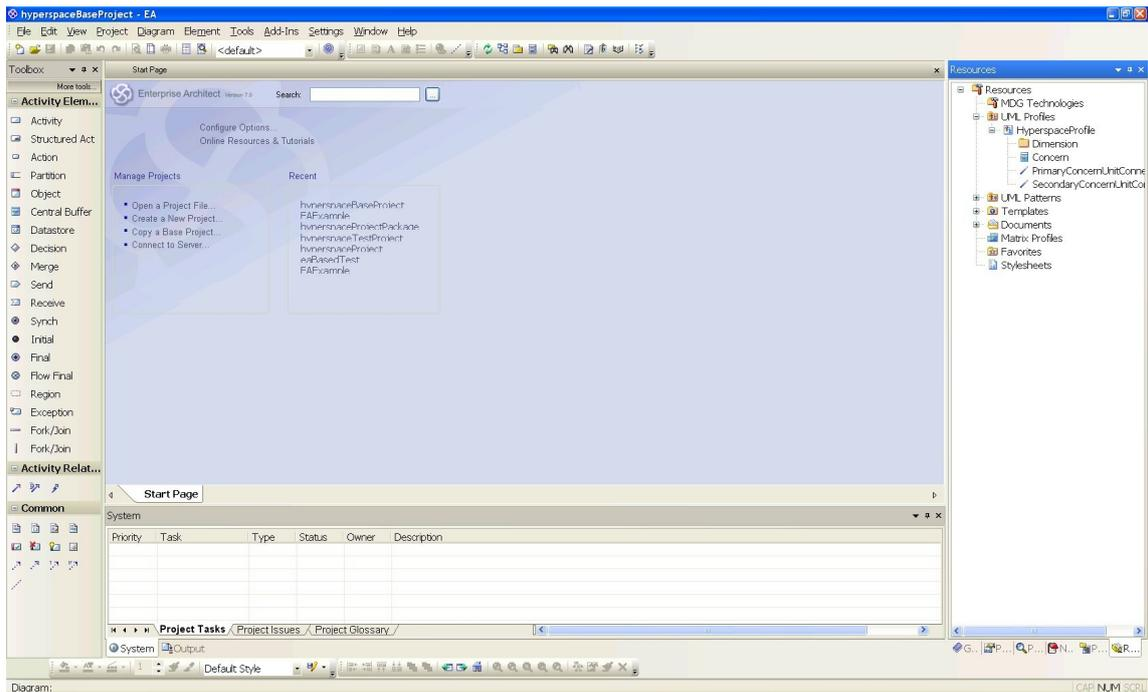 hyperspaceBaseProject - EA
File Edit View Project Diagram Element Tools Add-Ins Settings Window Help
<default>
Toolbox
More tools...
Activity Elem...
Activity
Structured Act
Action
Partition
Object
Central Buffer
Datastore
Decision
Merge
Send
Receive
Synch
Initial
Final
Flow Final
Region
Exception
Fork/Join
Fork/Join
Activity Relat...
Common
Start Page
Enterprise Architect Version 7.0
Search:
...
Configure Options...
Online Resources & Tutorials
Manage Projects
Open a Project File...
Create a New Project...
Copy a Base Project...
Connect to Server...
Recent
hyperspaceBaseProject
EAExample
hyperspaceProjectPackage
hyperspaceTestProject
hyperspaceProject
eaBasedTest
EAExample
Start Page
System
Priority Task Type Status Owner Description
Project Tasks Project Issues Project Glossary
System Output
Resources
Resources
MDG Technologies
UML Profiles
HyperspaceProfile
Dimension
Concern
PrimaryConcernUnitConne
SecondaryConcernUnitCo
UML Patterns
Templates
Documents
Matrix Profiles
Favorites
Stylesheets
G.. P... P... N.. P... R...
1 Default Style
Diagram:
CAP NUM SCRL